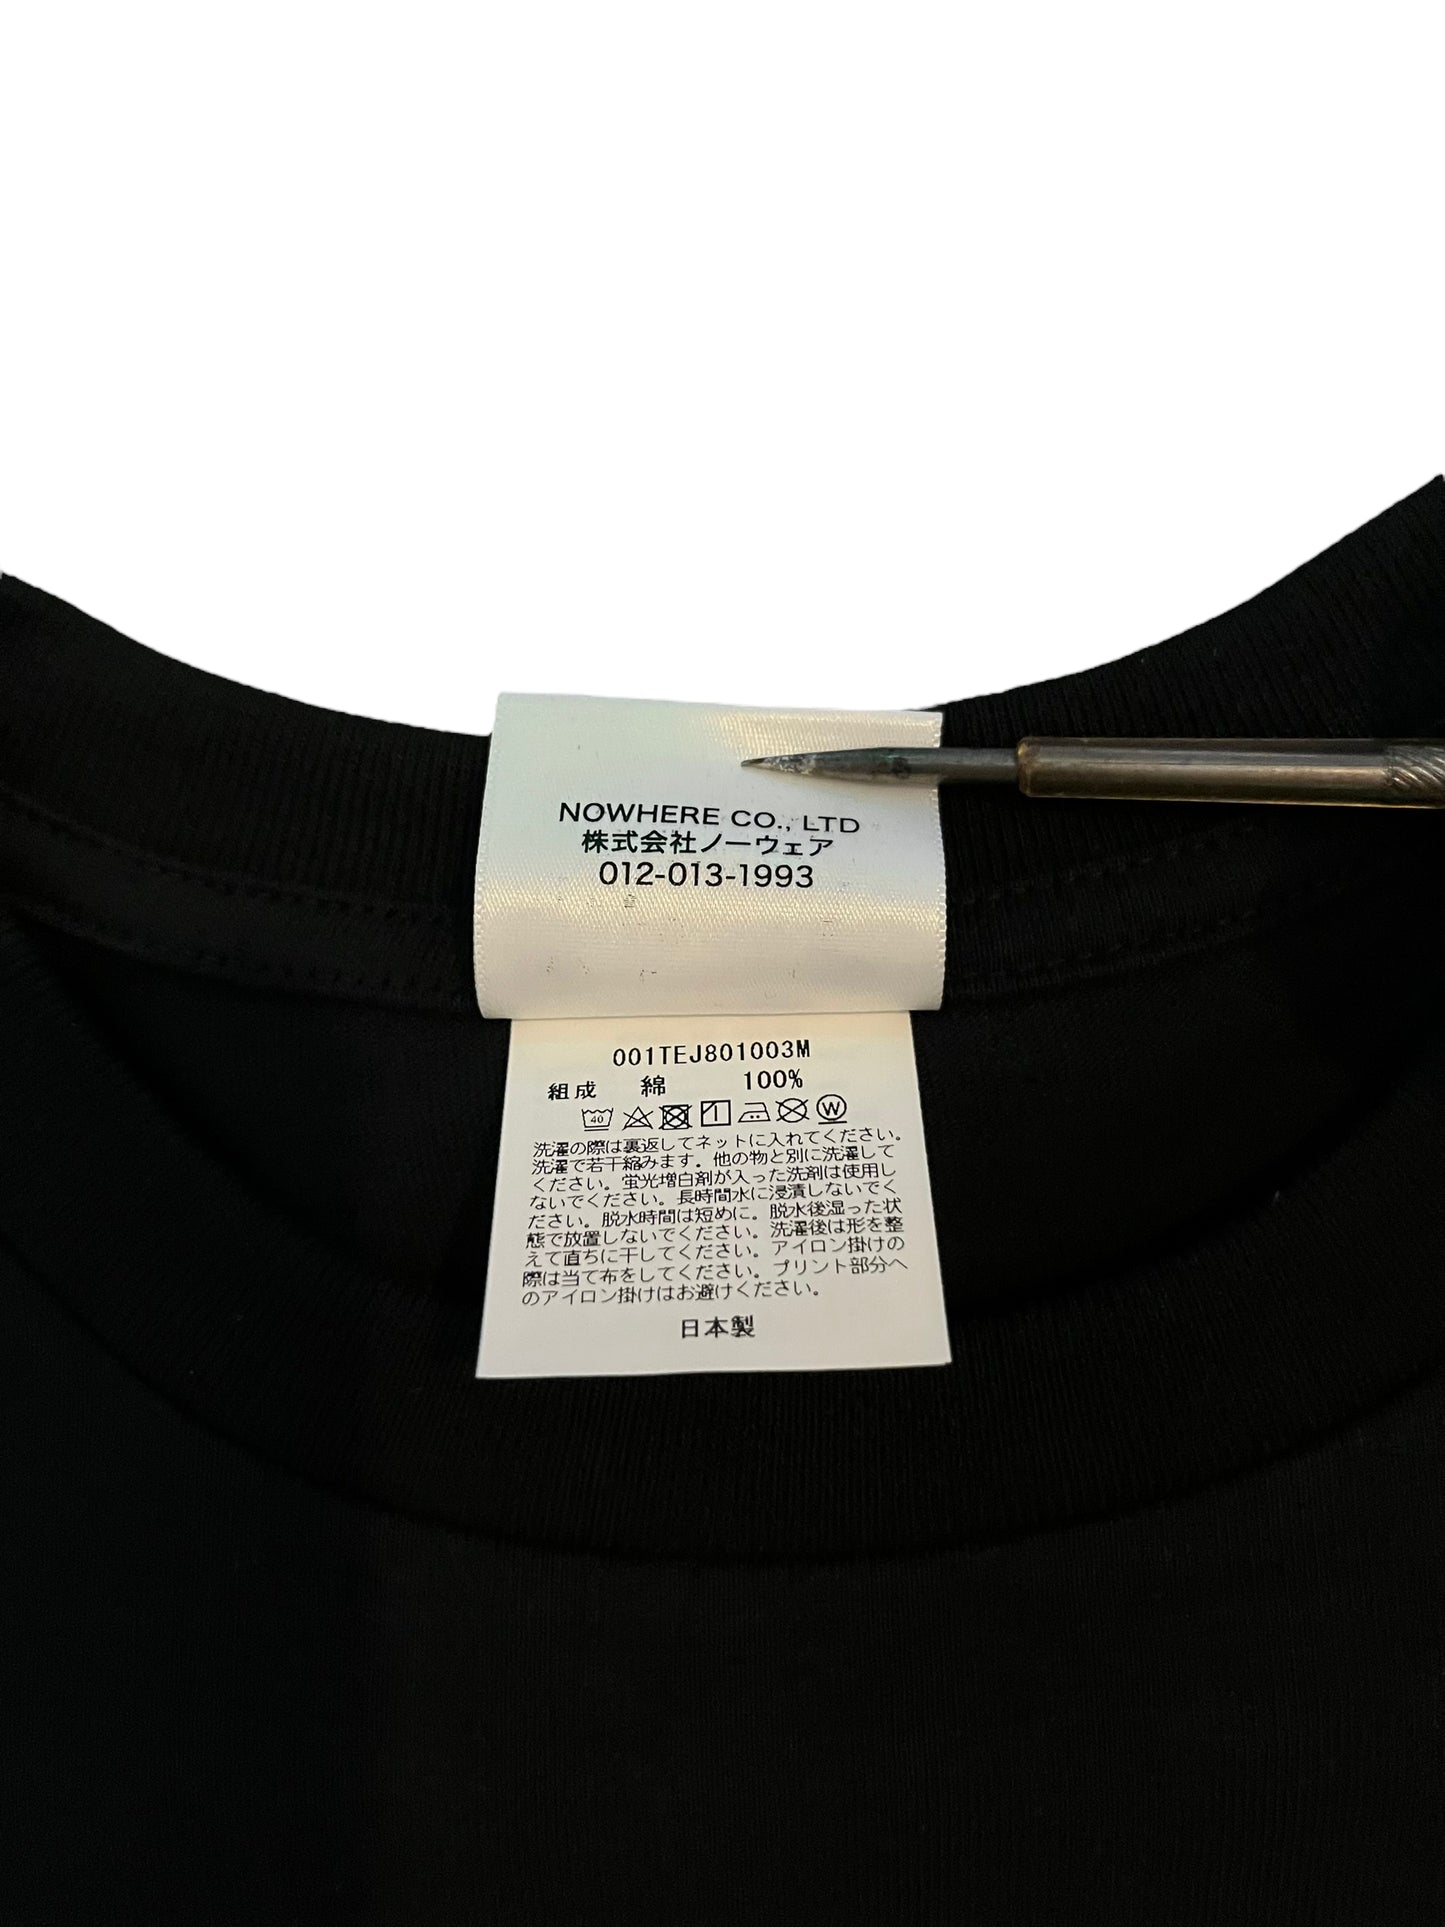 NOWHERE CO., LTD
株式会社ノーウェア
012-013-1993
001TEJ801003M
組成 綿 100%
40 W
洗濯の際は裏返してネットに入れてください。
洗濯で若干縮みます。他の物と別に洗濯して
ください。蛍光増白剤が入った洗剤は使用し
ないでください。長時間水に浸漬しないでく
ださい。脱水時間は短めに。脱水後湿った状
態で放置しないでください。洗濯後は形を整
えて直ちに干してください。アイロン掛けの
際は当て布をしてください。プリント部分へ
のアイロン掛けはお避けください。
日本製